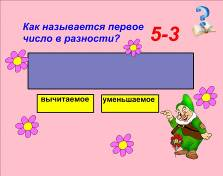 Как называется первое
число в разности?
5-3
вычитаемое
уменьшаемое